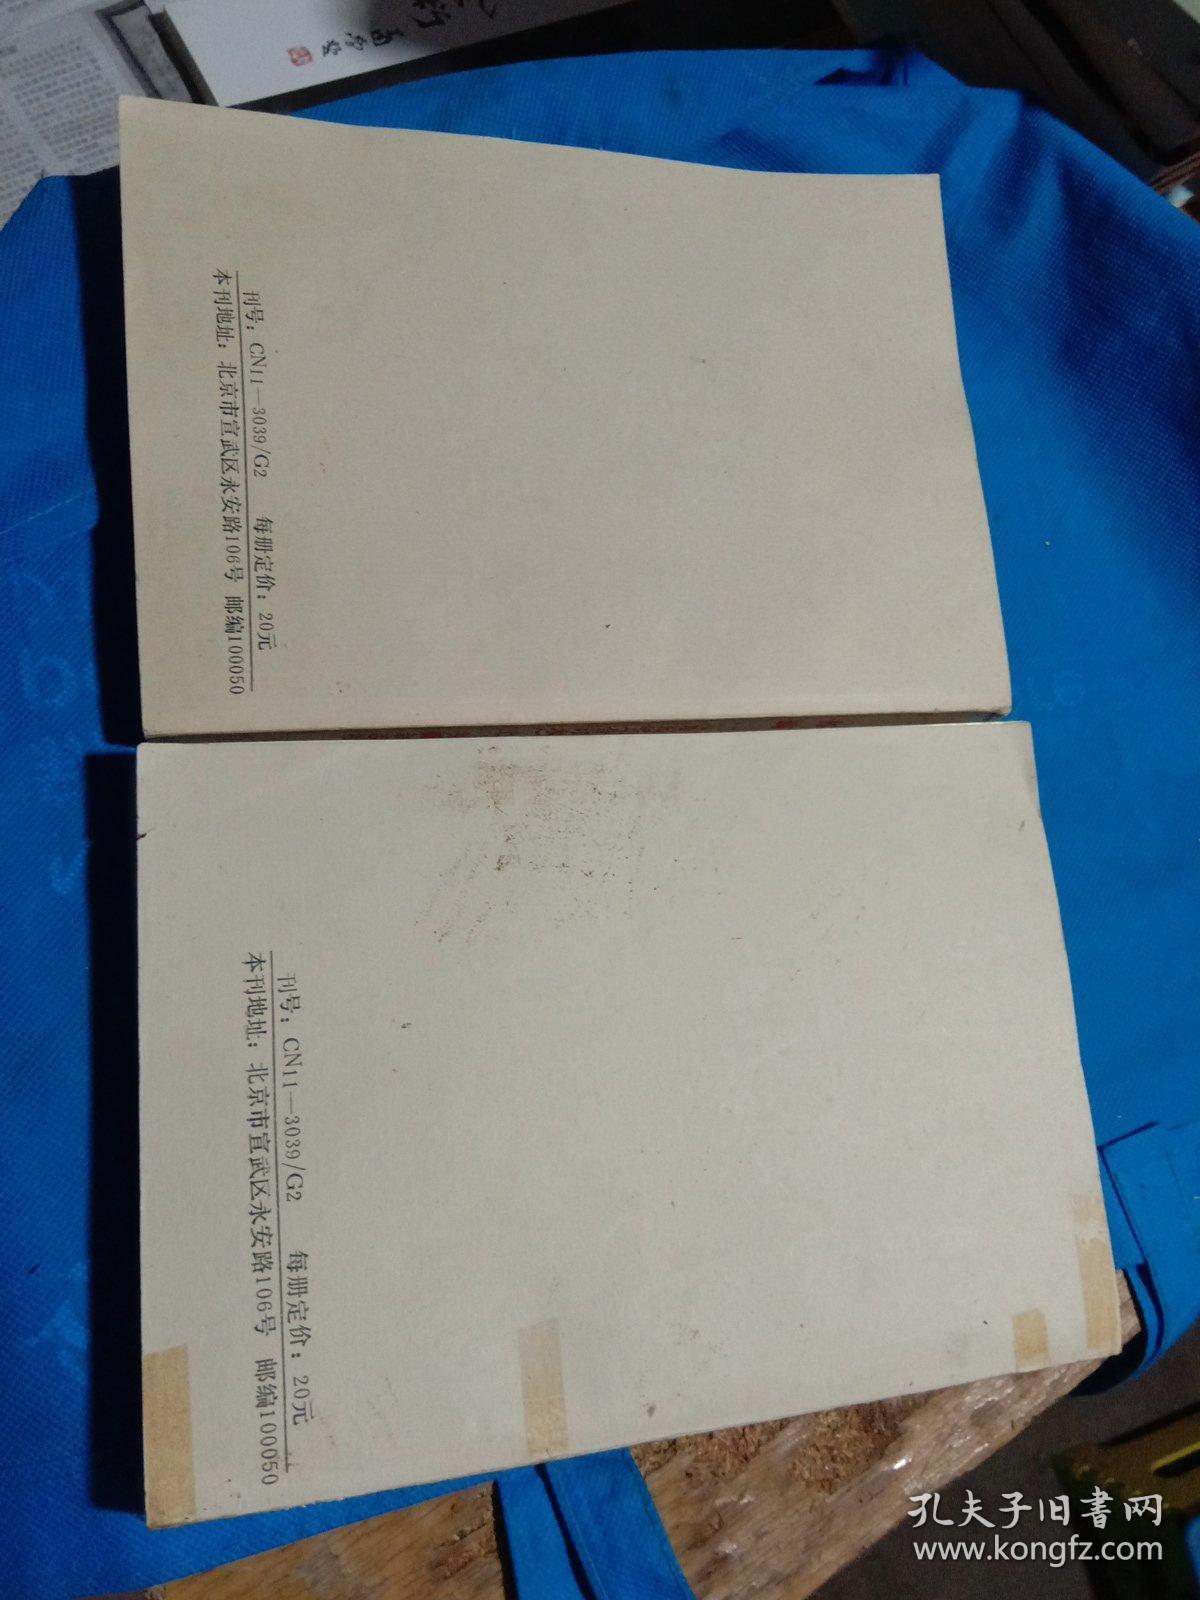 刊号：CN11—3039/G2 每册定价：20元
本刊地址：北京市宣武区永安路106号 邮编100050
刊号：CN11—3039/G2 每册定价：20元
本刊地址：北京市宣武区永安路106号 邮编100050
孔夫子旧書网
www.kongfz.com